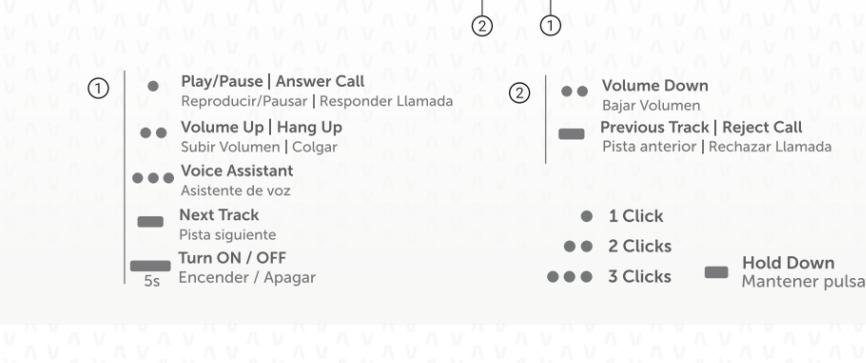 2 1
1
Play/Pause | Answer Call
Reproducir/Pausar | Responder Llamada
Volume Up | Hang Up
Subir Volumen | Colgar
Voice Assistant
Asistente de voz
Next Track
Pista siguiente
Turn ON / OFF
5s Encender / Apagar
2
Volume Down
Bajar Volumen
Previous Track | Reject Call
Pista anterior | Rechazar Llamada
1 Click
2 Clicks
3 Clicks
Hold Down
Mantener pulsa